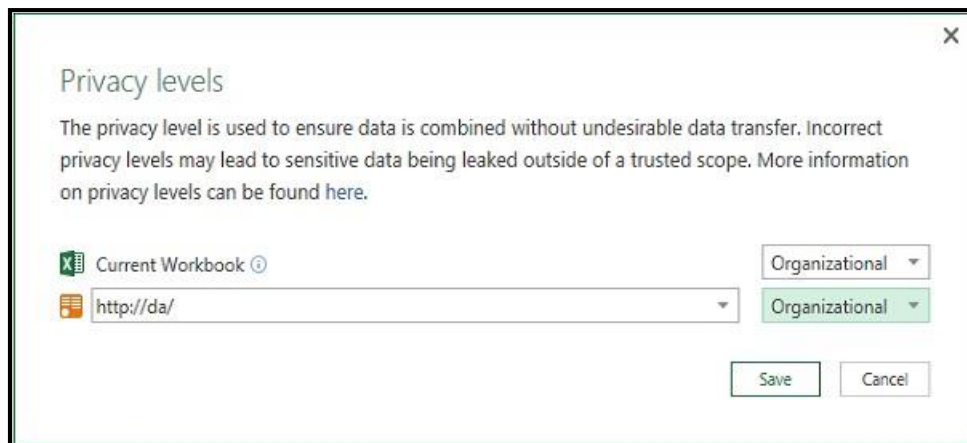 Privacy levels
The privacy level is used to ensure data is combined without undesirable data transfer. Incorrect
privacy levels may lead to sensitive data being leaked outside of a trusted scope. More information
on privacy levels can be found here.
Current Workbook Organizational
http://da/ Organizational
Save Cancel